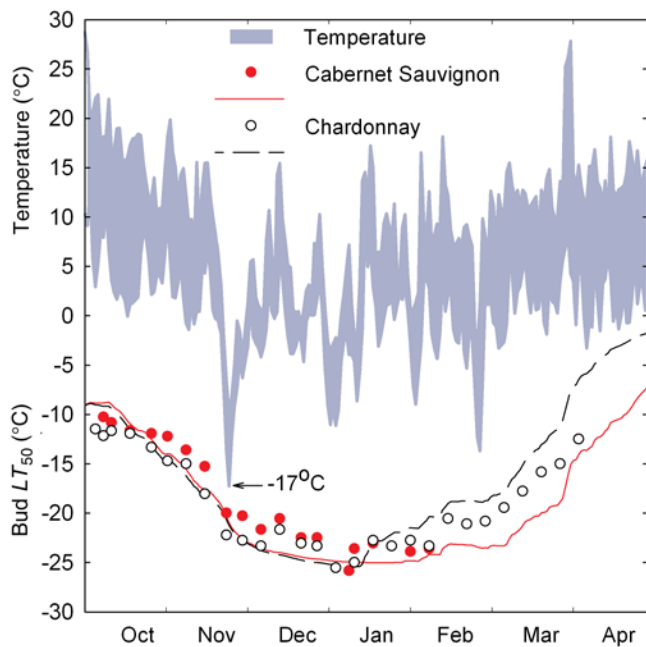 30
25
20
15
10
5
0
-5
-10
-15
-20
-25
-30
Temperature (°C)
Bud LT50 (°C)
Temperature
Cabernet Sauvignon
Chardonnay
-17°C
Oct Nov Dec Jan Feb Mar Apr